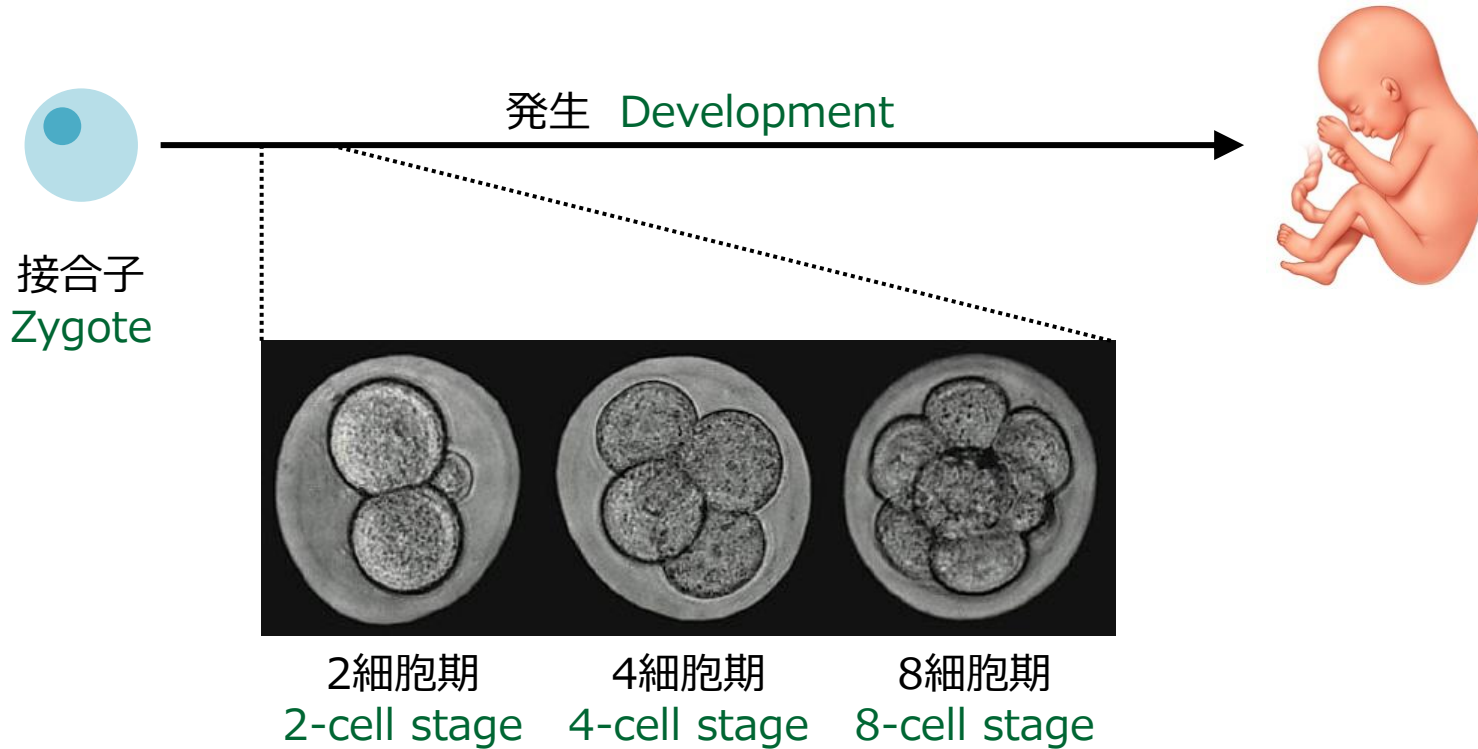 発生 Development
接合子
Zygote
2細胞期
2-cell stage
4細胞期
4-cell stage
8細胞期
8-cell stage